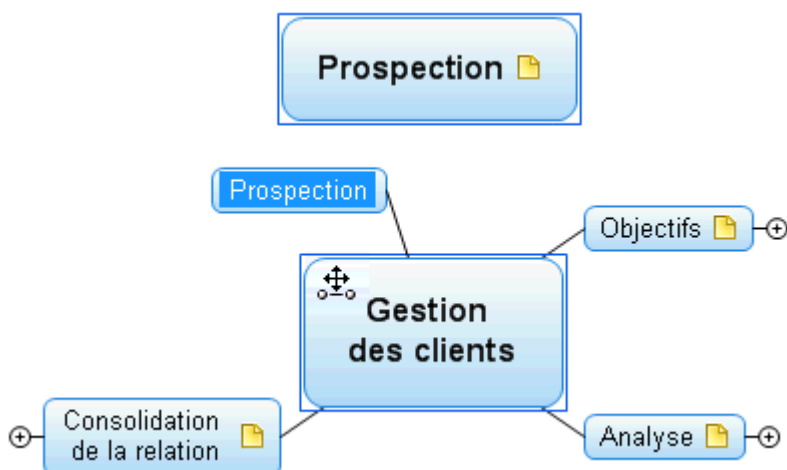 Prospection
Prospection
Objectifs
Gestion
des clients
Consolidation
de la relation
Analyse